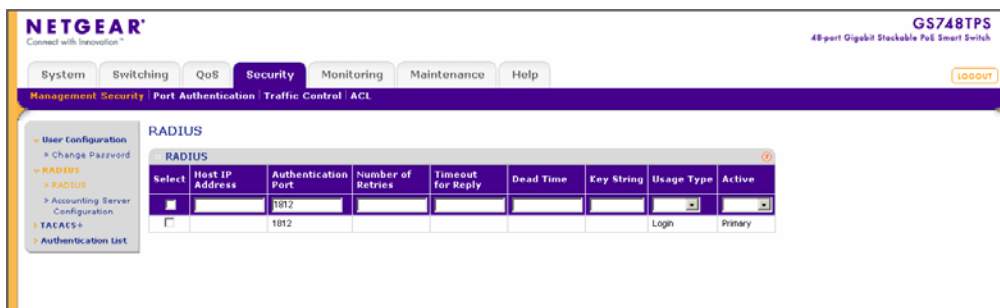 NETGEAR
Connect with Innovation™
GS748TPS
48-port Gigabit Stackable PoE Smart Switch
System Switching QoS Security Monitoring Maintenance Help
LOGOUT
Management Security Port Authentication Traffic Control ACL
User Configuration
Change Password
RADIUS
RADIUS
Accounting Server
Configuration
TACACS+
Authentication List
RADIUS
RADIUS
Select Host IP Address Authentication Port Number of Retries Timeout for Reply Dead Time Key String Usage Type Active
1812
1812 Login Primary